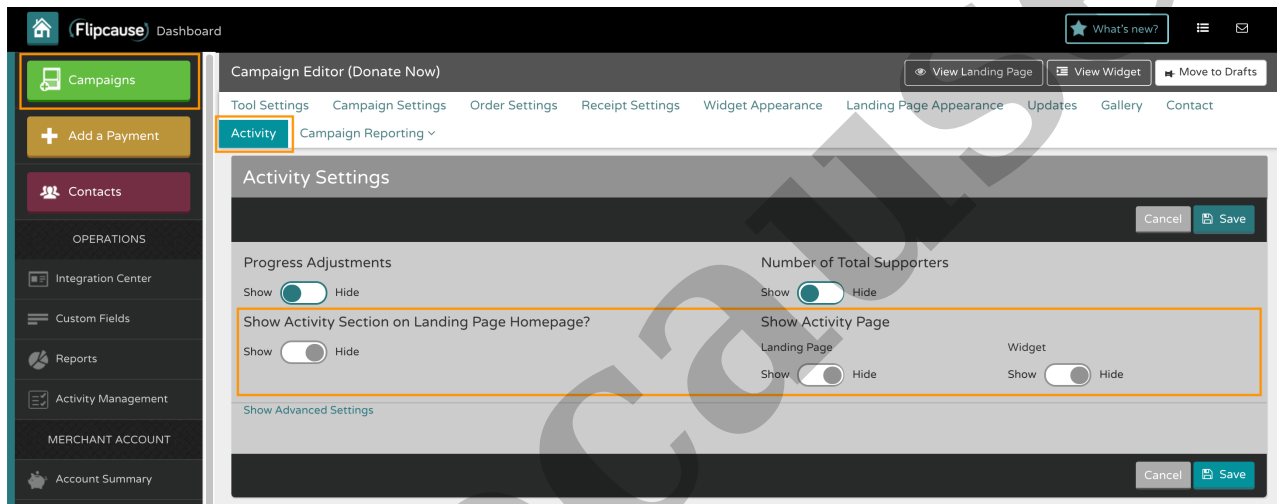 Flipcause Dashboard
What's new?
Campaigns
Add a Payment
Contacts
OPERATIONS
Integration Center
Custom Fields
Reports
Activity Management
MERCHANT ACCOUNT
Account Summary
Campaign Editor (Donate Now)
View Landing Page
View Widget
Move to Drafts
Tool Settings Campaign Settings Order Settings Receipt Settings Widget Appearance Landing Page Appearance Updates Gallery Contact
Activity Campaign Reporting
Activity Settings
Cancel Save
Progress Adjustments
Show Hide
Number of Total Supporters
Show Hide
Show Activity Section on Landing Page Homepage?
Show Hide
Show Activity Page
Landing Page Widget
Show Hide Show Hide
Show Advanced Settings
Cancel Save